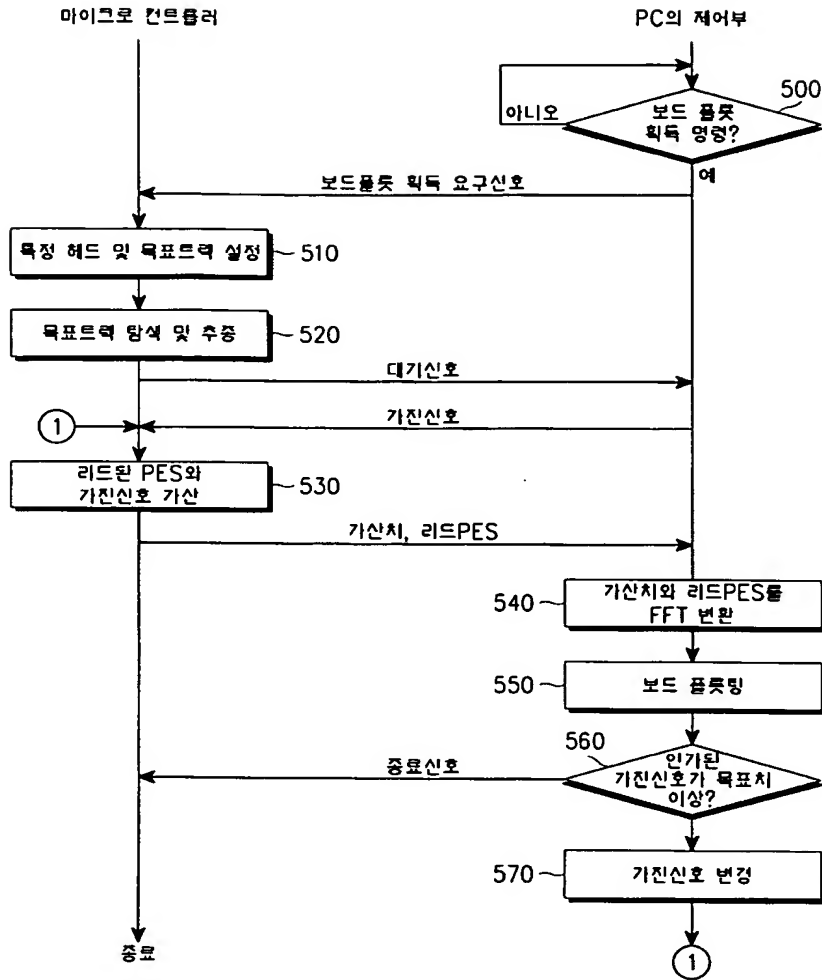 마이크로 컨트롤러
PC의 제어부
500
보드 플롯
획득 명령?
아니오
예
보드플롯 획득 요구신호
특정 헤드 및 목표트랙 설정
510
목표트랙 탐색 및 추종
520
대기신호
1
가진신호
리드된 PES와
가진신호 가산
530
가산치, 리드PES
540
가산치와 리드PES를
FFT 변환
550
보드 플롯팅
560
인가된
가진신호가 목표치
이상?
종료신호
570
가진신호 변경
종료
1